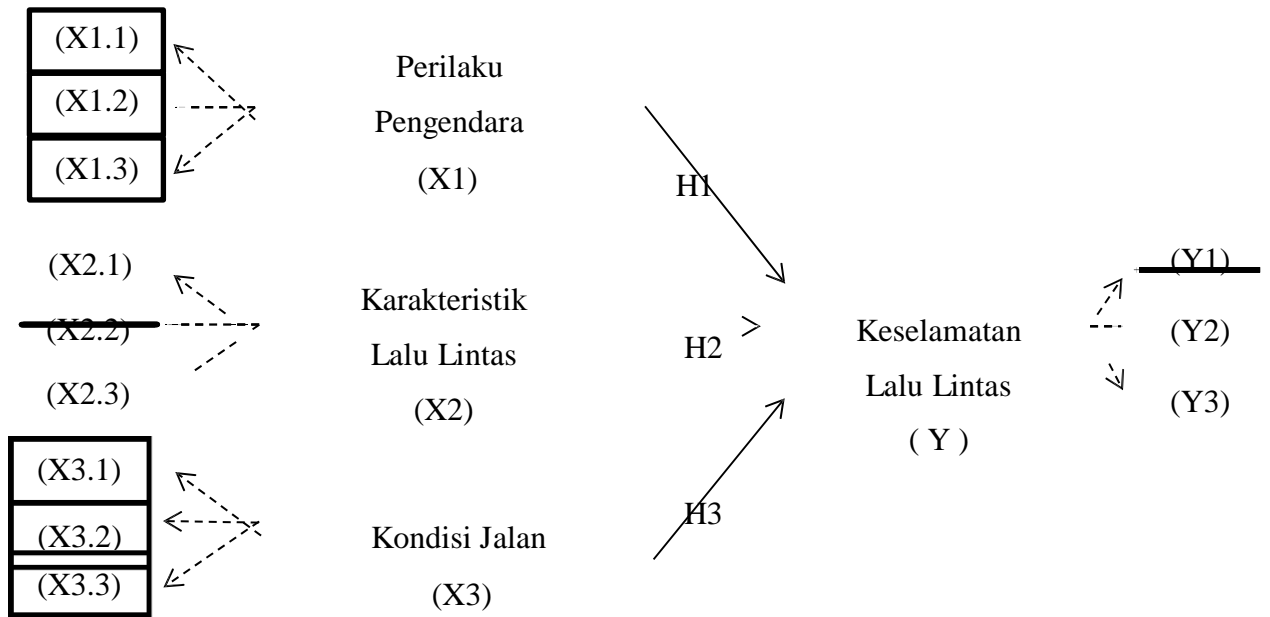 (X1.1)
(X1.2)
(X1.3)
Perilaku
Pengendara
(X1)
H1
(X2.1)
(X2.2)
(X2.3)
Karakteristik
Lalu Lintas
(X2)
H2
Keselamatan
Lalu Lintas
( Y )
(Y1)
(Y2)
(Y3)
(X3.1)
(X3.2)
(X3.3)
Kondisi Jalan
(X3)
H3